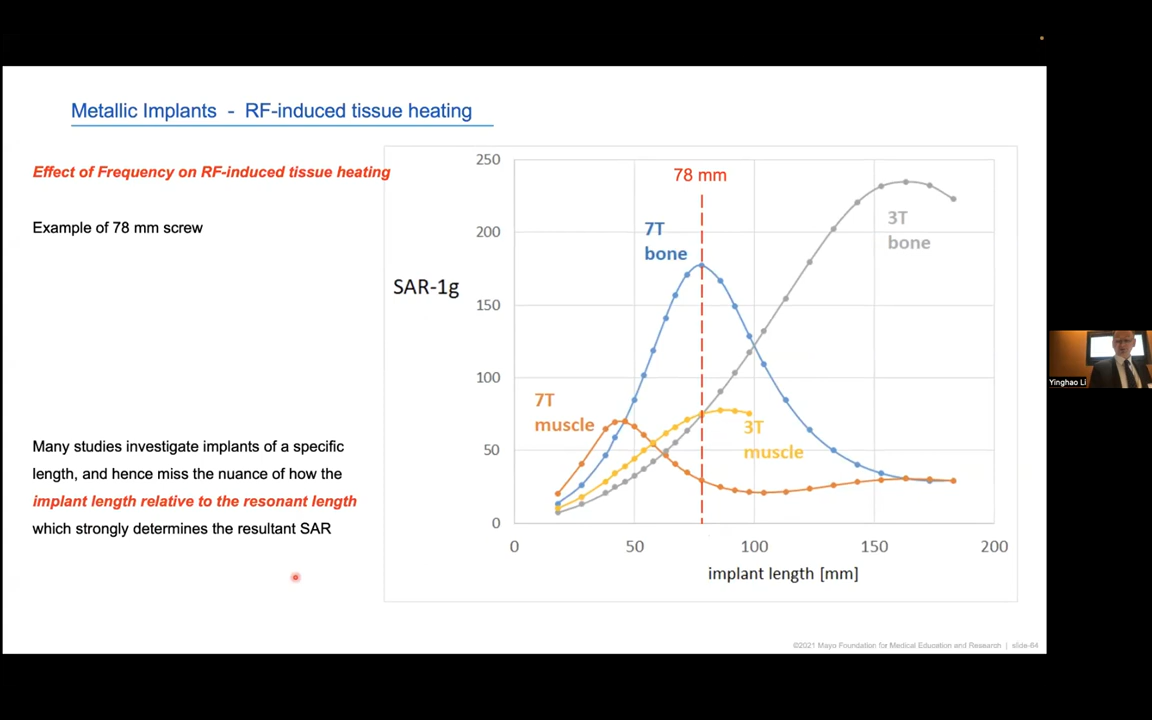 Metallic Implants - RF-induced tissue heating
Effect of Frequency on RF-induced tissue heating
Example of 78 mm screw
Many studies investigate implants of a specific
length, and hence miss the nuance of how the
implant length relative to the resonant length
which strongly determines the resultant SAR
250
200
150
100
50
0
SAR-1g
78 mm
7T
bone
3T
bone
7T
muscle
3T
muscle
0 50 100 150 200
implant length [mm]
©2021 Mayo Foundation for Medical Education and Research | slide-64
Yinghao Li